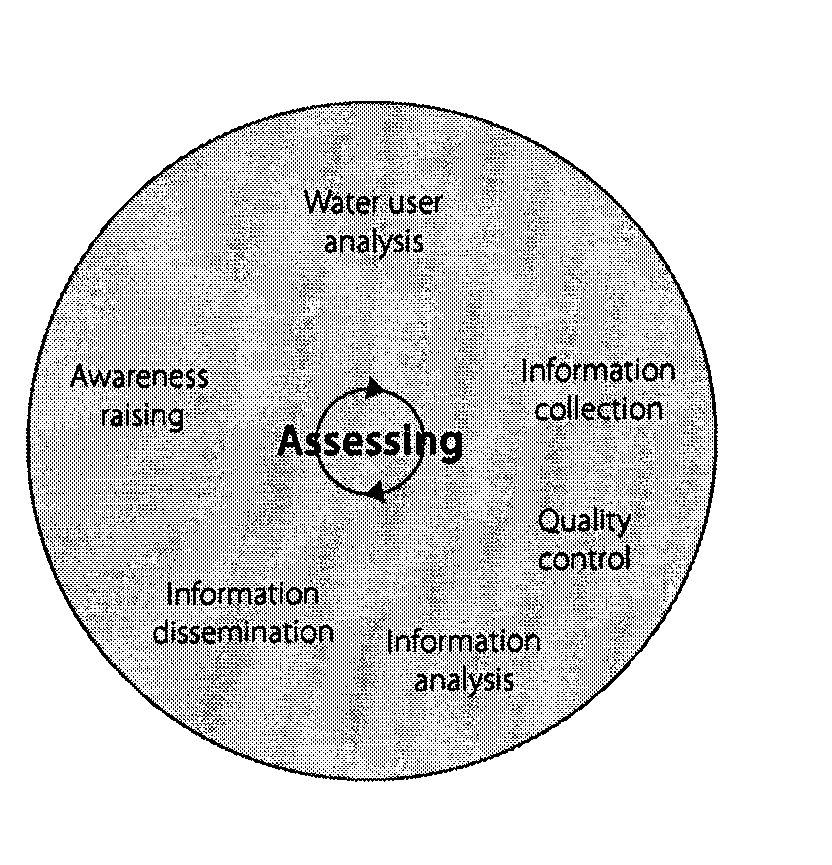 Water user
analysis
Awareness
raising
Information
collection
Assessing
Quality
control
Information
dissemination
Information
analysis